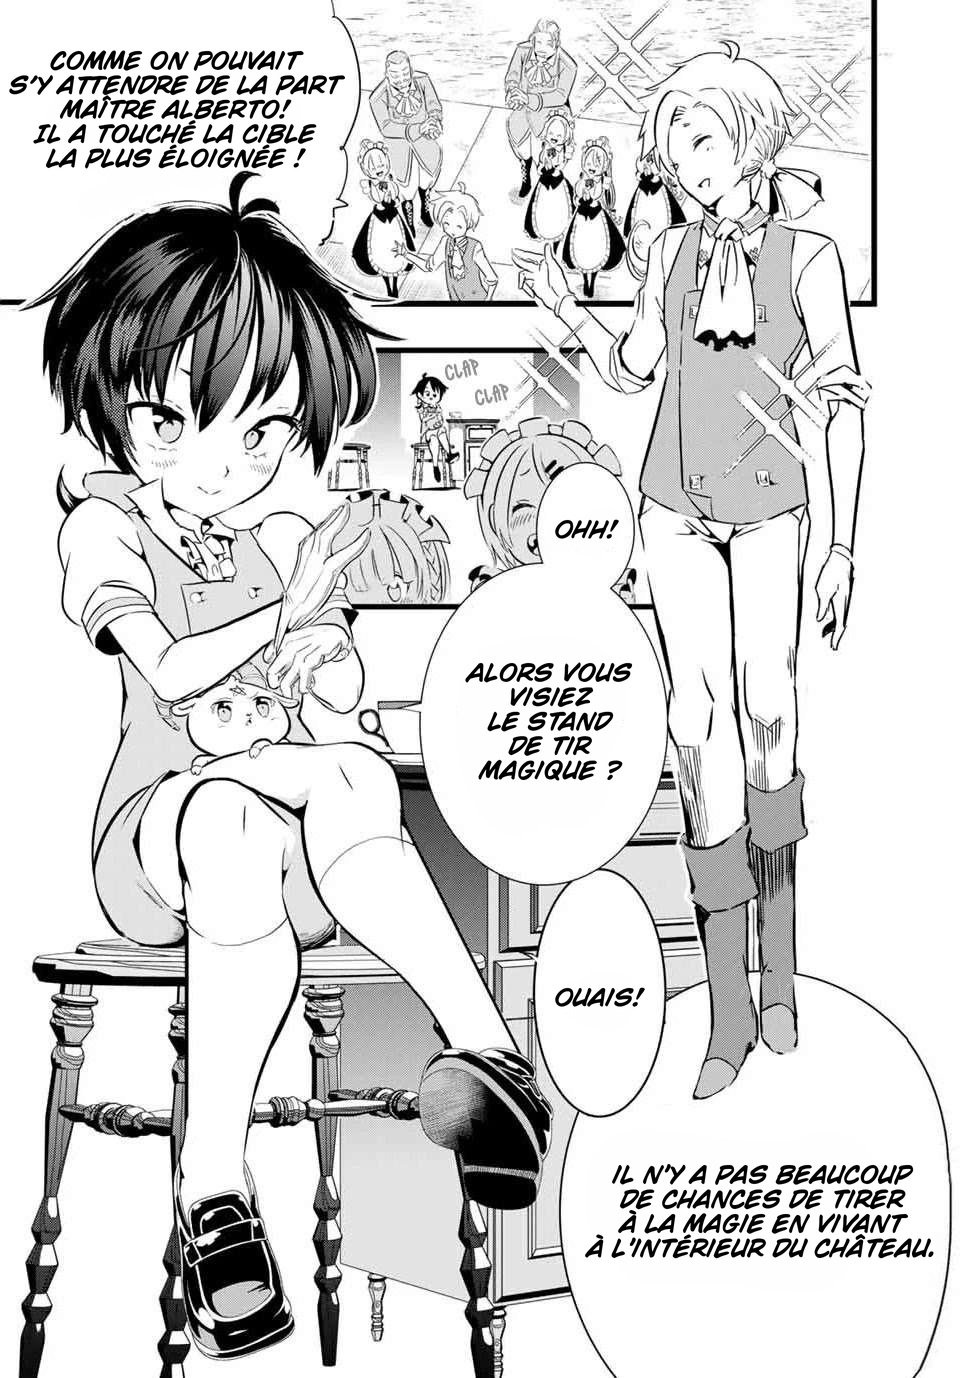 COMME ON POUVAIT
S'Y ATTENDRE DE LA PART
MAÎTRE ALBERTO!
IL A TOUCHÉ LA CIBLE
LA PLUS ÉLOIGNÉE !
CLAP
CLAP
OHH!
ALORS VOUS
VISIEZ
LE STAND
DE TIR
MAGIQUE ?
OUAIS!
IL N'Y A PAS BEAUCOUP
DE CHANCES DE TIRER
À LA MAGIE EN VIVANT
À L'INTÉRIEUR DU CHÂTEAU.